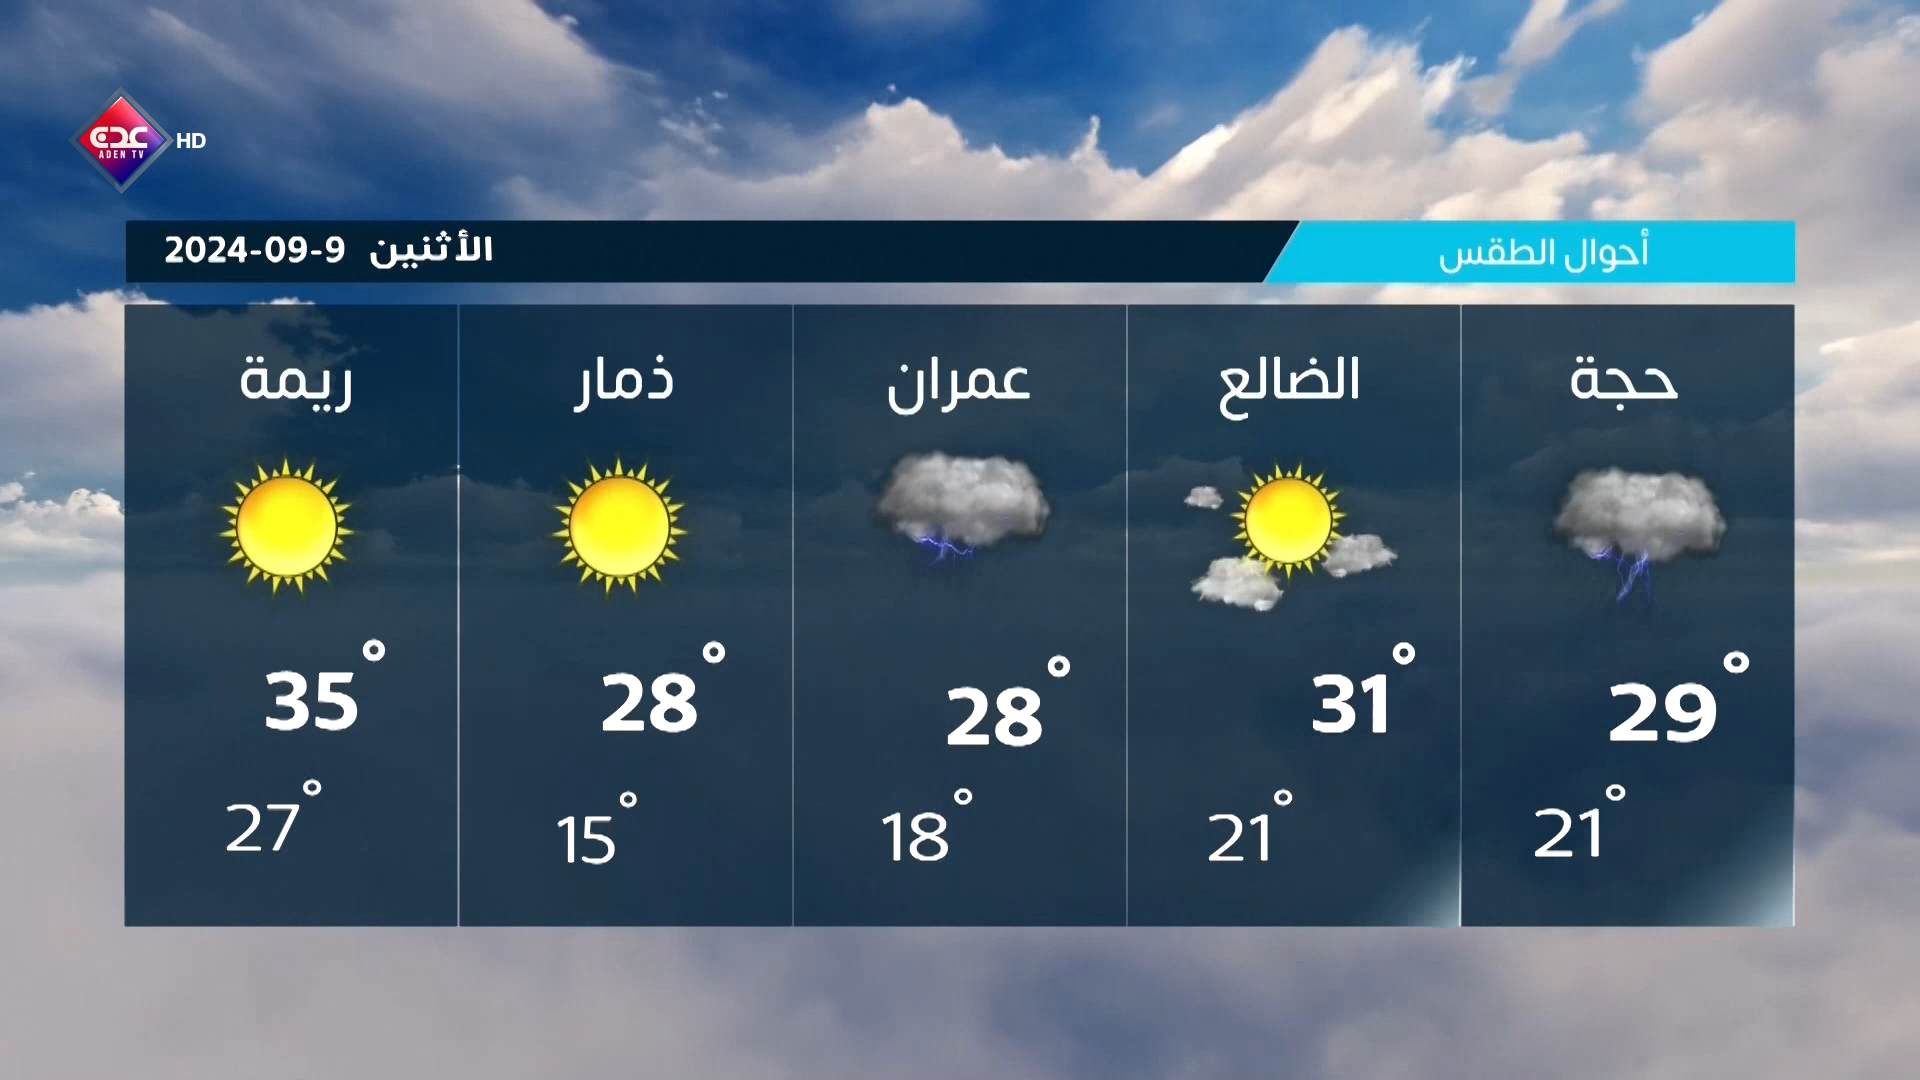 عدن
ADEN TV
HD
أحوال الطقس
الأثنين 9-09-2024
حجة
الضالع
عمران
ذمار
ريمة
29°
31°
28°
28°
35°
21°
21°
18°
15°
27°